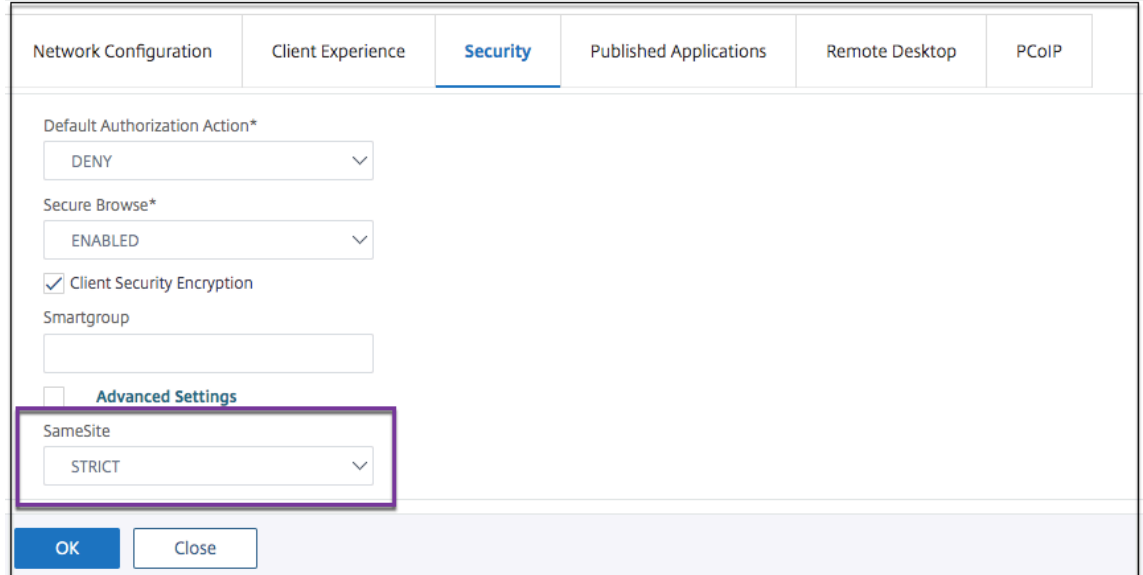 Network Configuration Client Experience Security Published Applications Remote Desktop PCoIP
Default Authorization Action*
DENY
Secure Browse*
ENABLED
Client Security Encryption
Smartgroup
Advanced Settings
SameSite
STRICT
OK Close